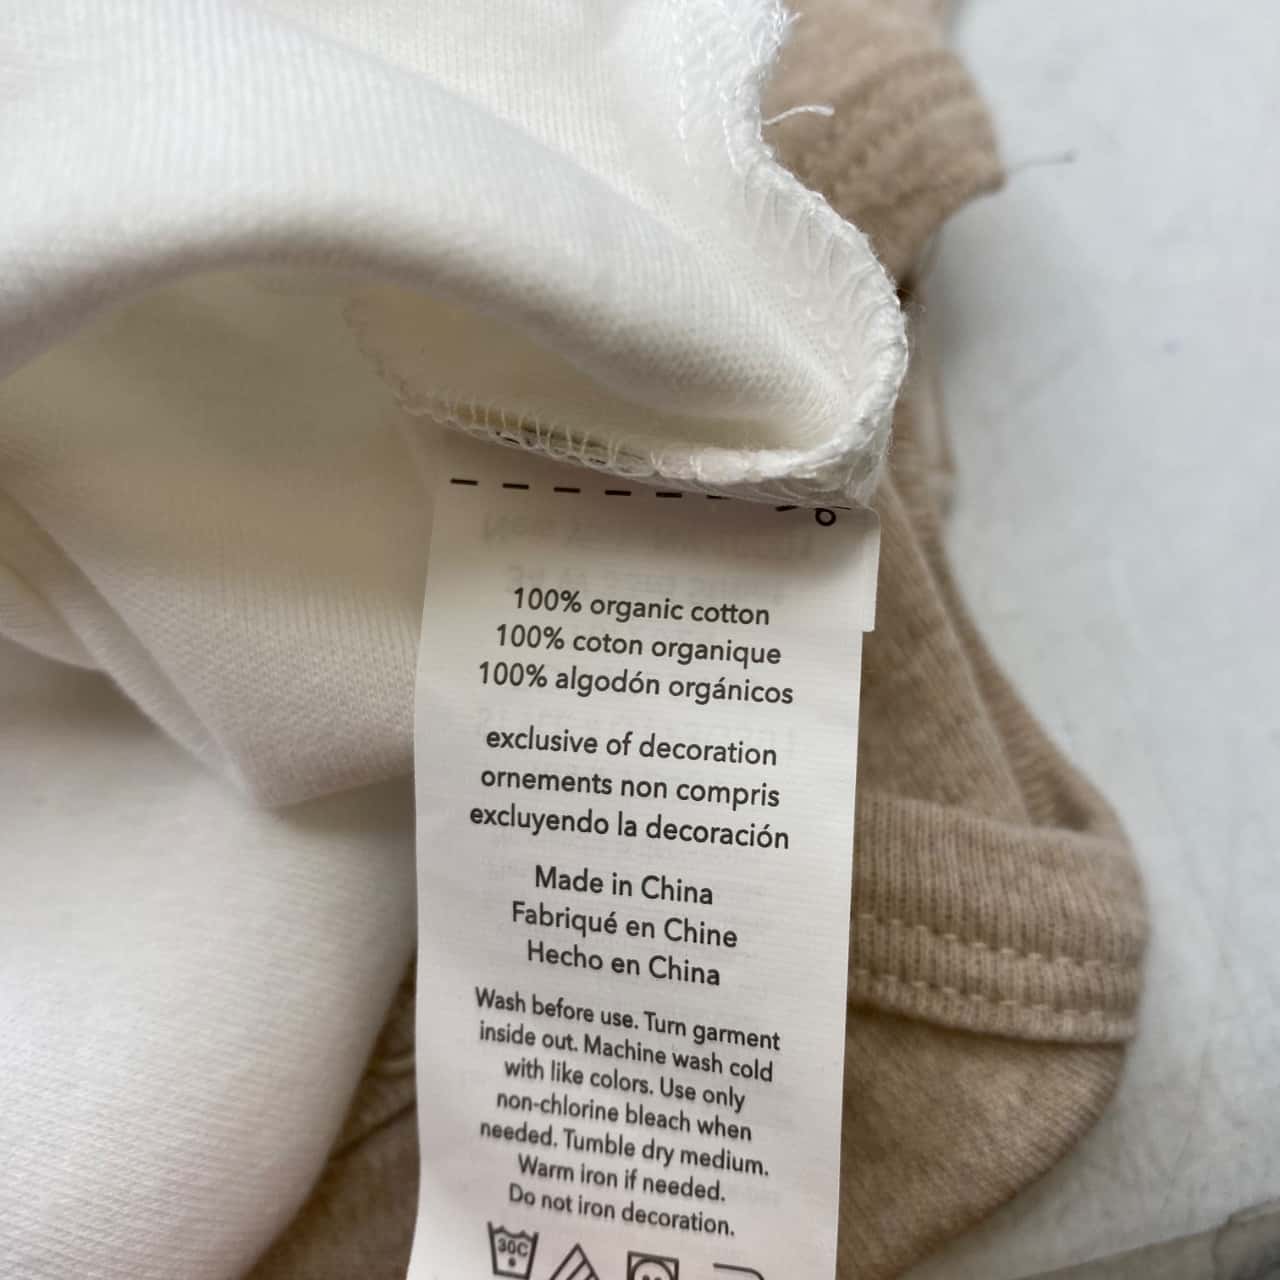 100% organic cotton
100% coton organique
100% algodón orgánicos
exclusive of decoration
ornements non compris
excluyendo la decoración
Made in China
Fabriqué en Chine
Hecho en China
Wash before use. Turn garment
inside out. Machine wash cold
with like colors. Use only
non-chlorine bleach when
needed. Tumble dry medium.
Warm iron if needed.
Do not iron decoration.
30C